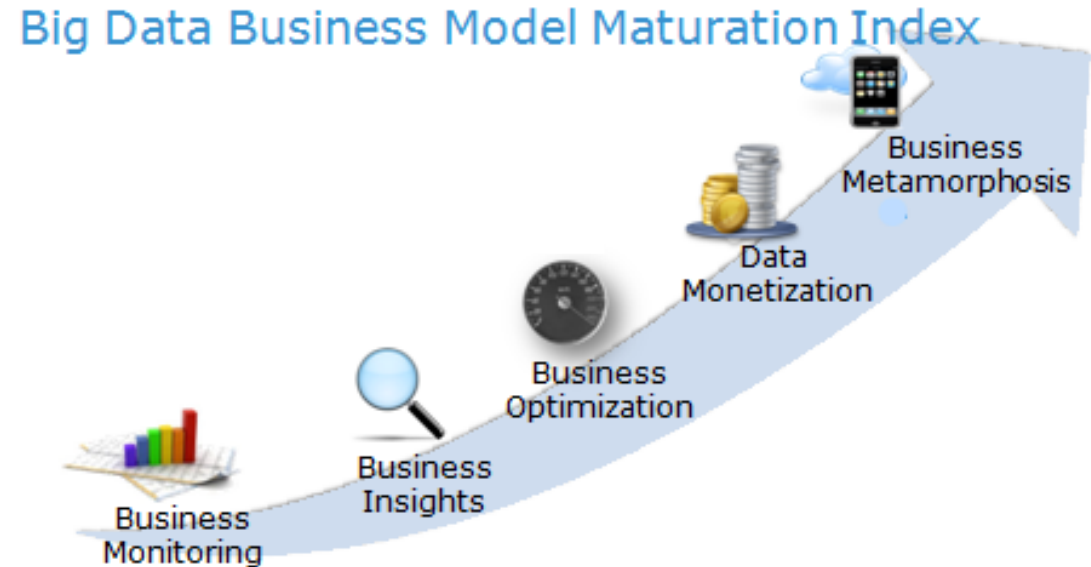 Big Data Business Model Maturation Index
Business
Monitoring
Business
Insights
Business
Optimization
Data
Monetization
Business
Metamorphosis